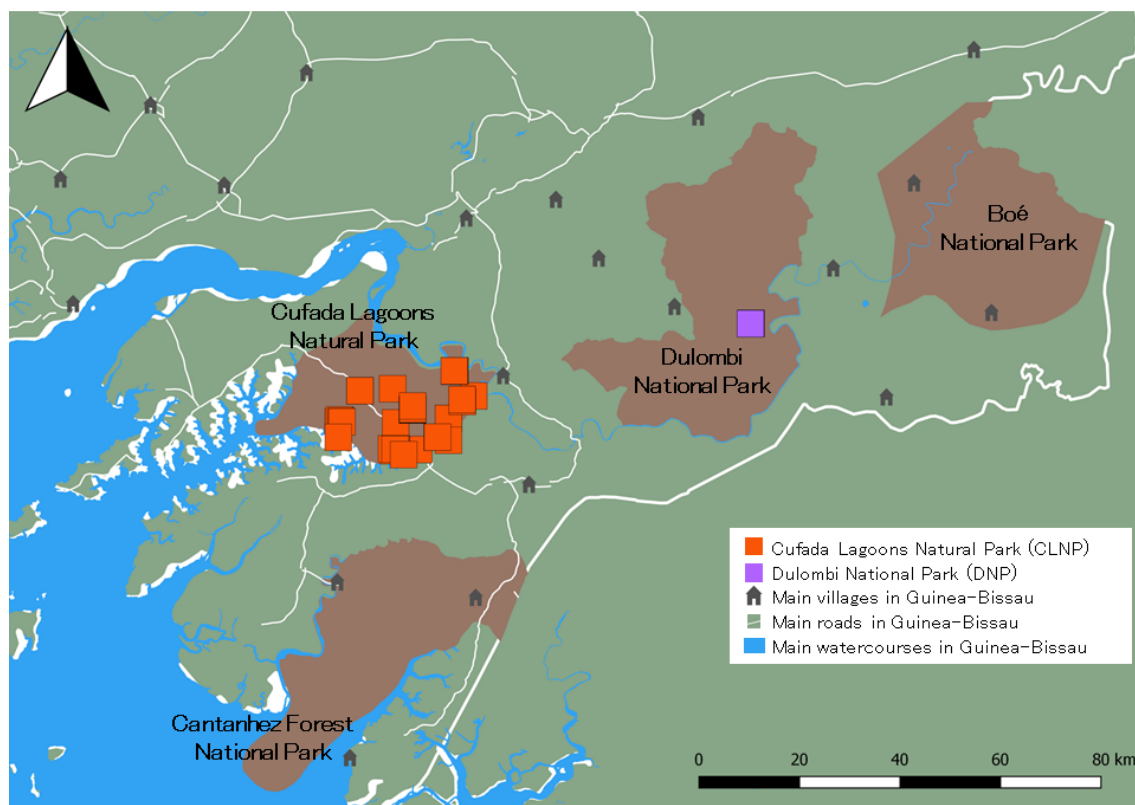 Boé
National Park
Cufada Lagoons
Natural Park
Dulombi
National Park
Cufada Lagoons Natural Park (CLNP)
Dulombi National Park (DNP)
Main villages in Guinea-Bissau
Main roads in Guinea-Bissau
Main watercourses in Guinea-Bissau
Cantanhez Forest
National Park
0 20 40 60 80 km